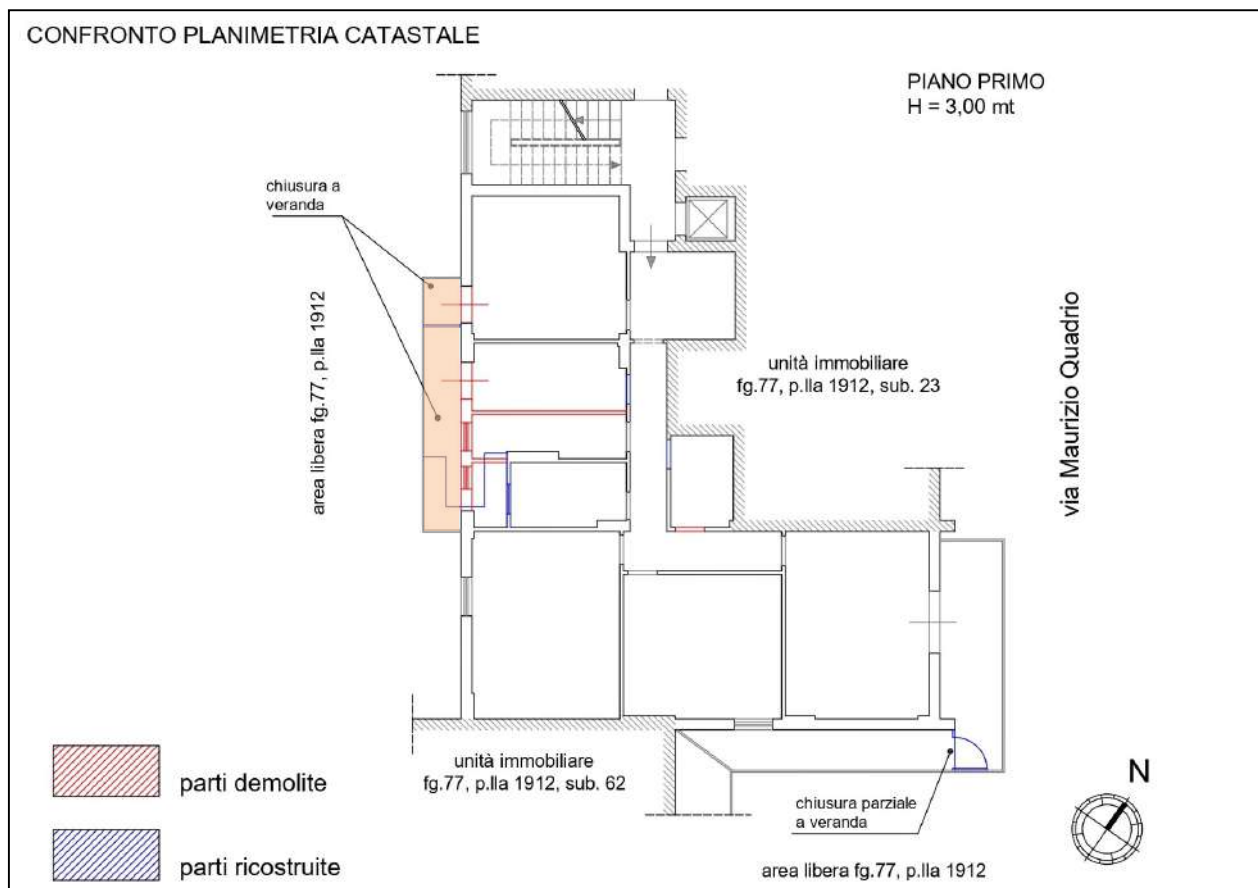 CONFRONTO PLANIMETRIA CATASTALE
PIANO PRIMO
H = 3,00 mt
chiusura a
veranda
area libera fg.77, p.lla 1912
unità immobiliare
fg.77, p.lla 1912, sub. 23
via Maurizio Quadrio
unità immobiliare
fg.77, p.lla 1912, sub. 62
chiusura parziale
a veranda
area libera fg.77, p.lla 1912
N
parti demolite
parti ricostruite